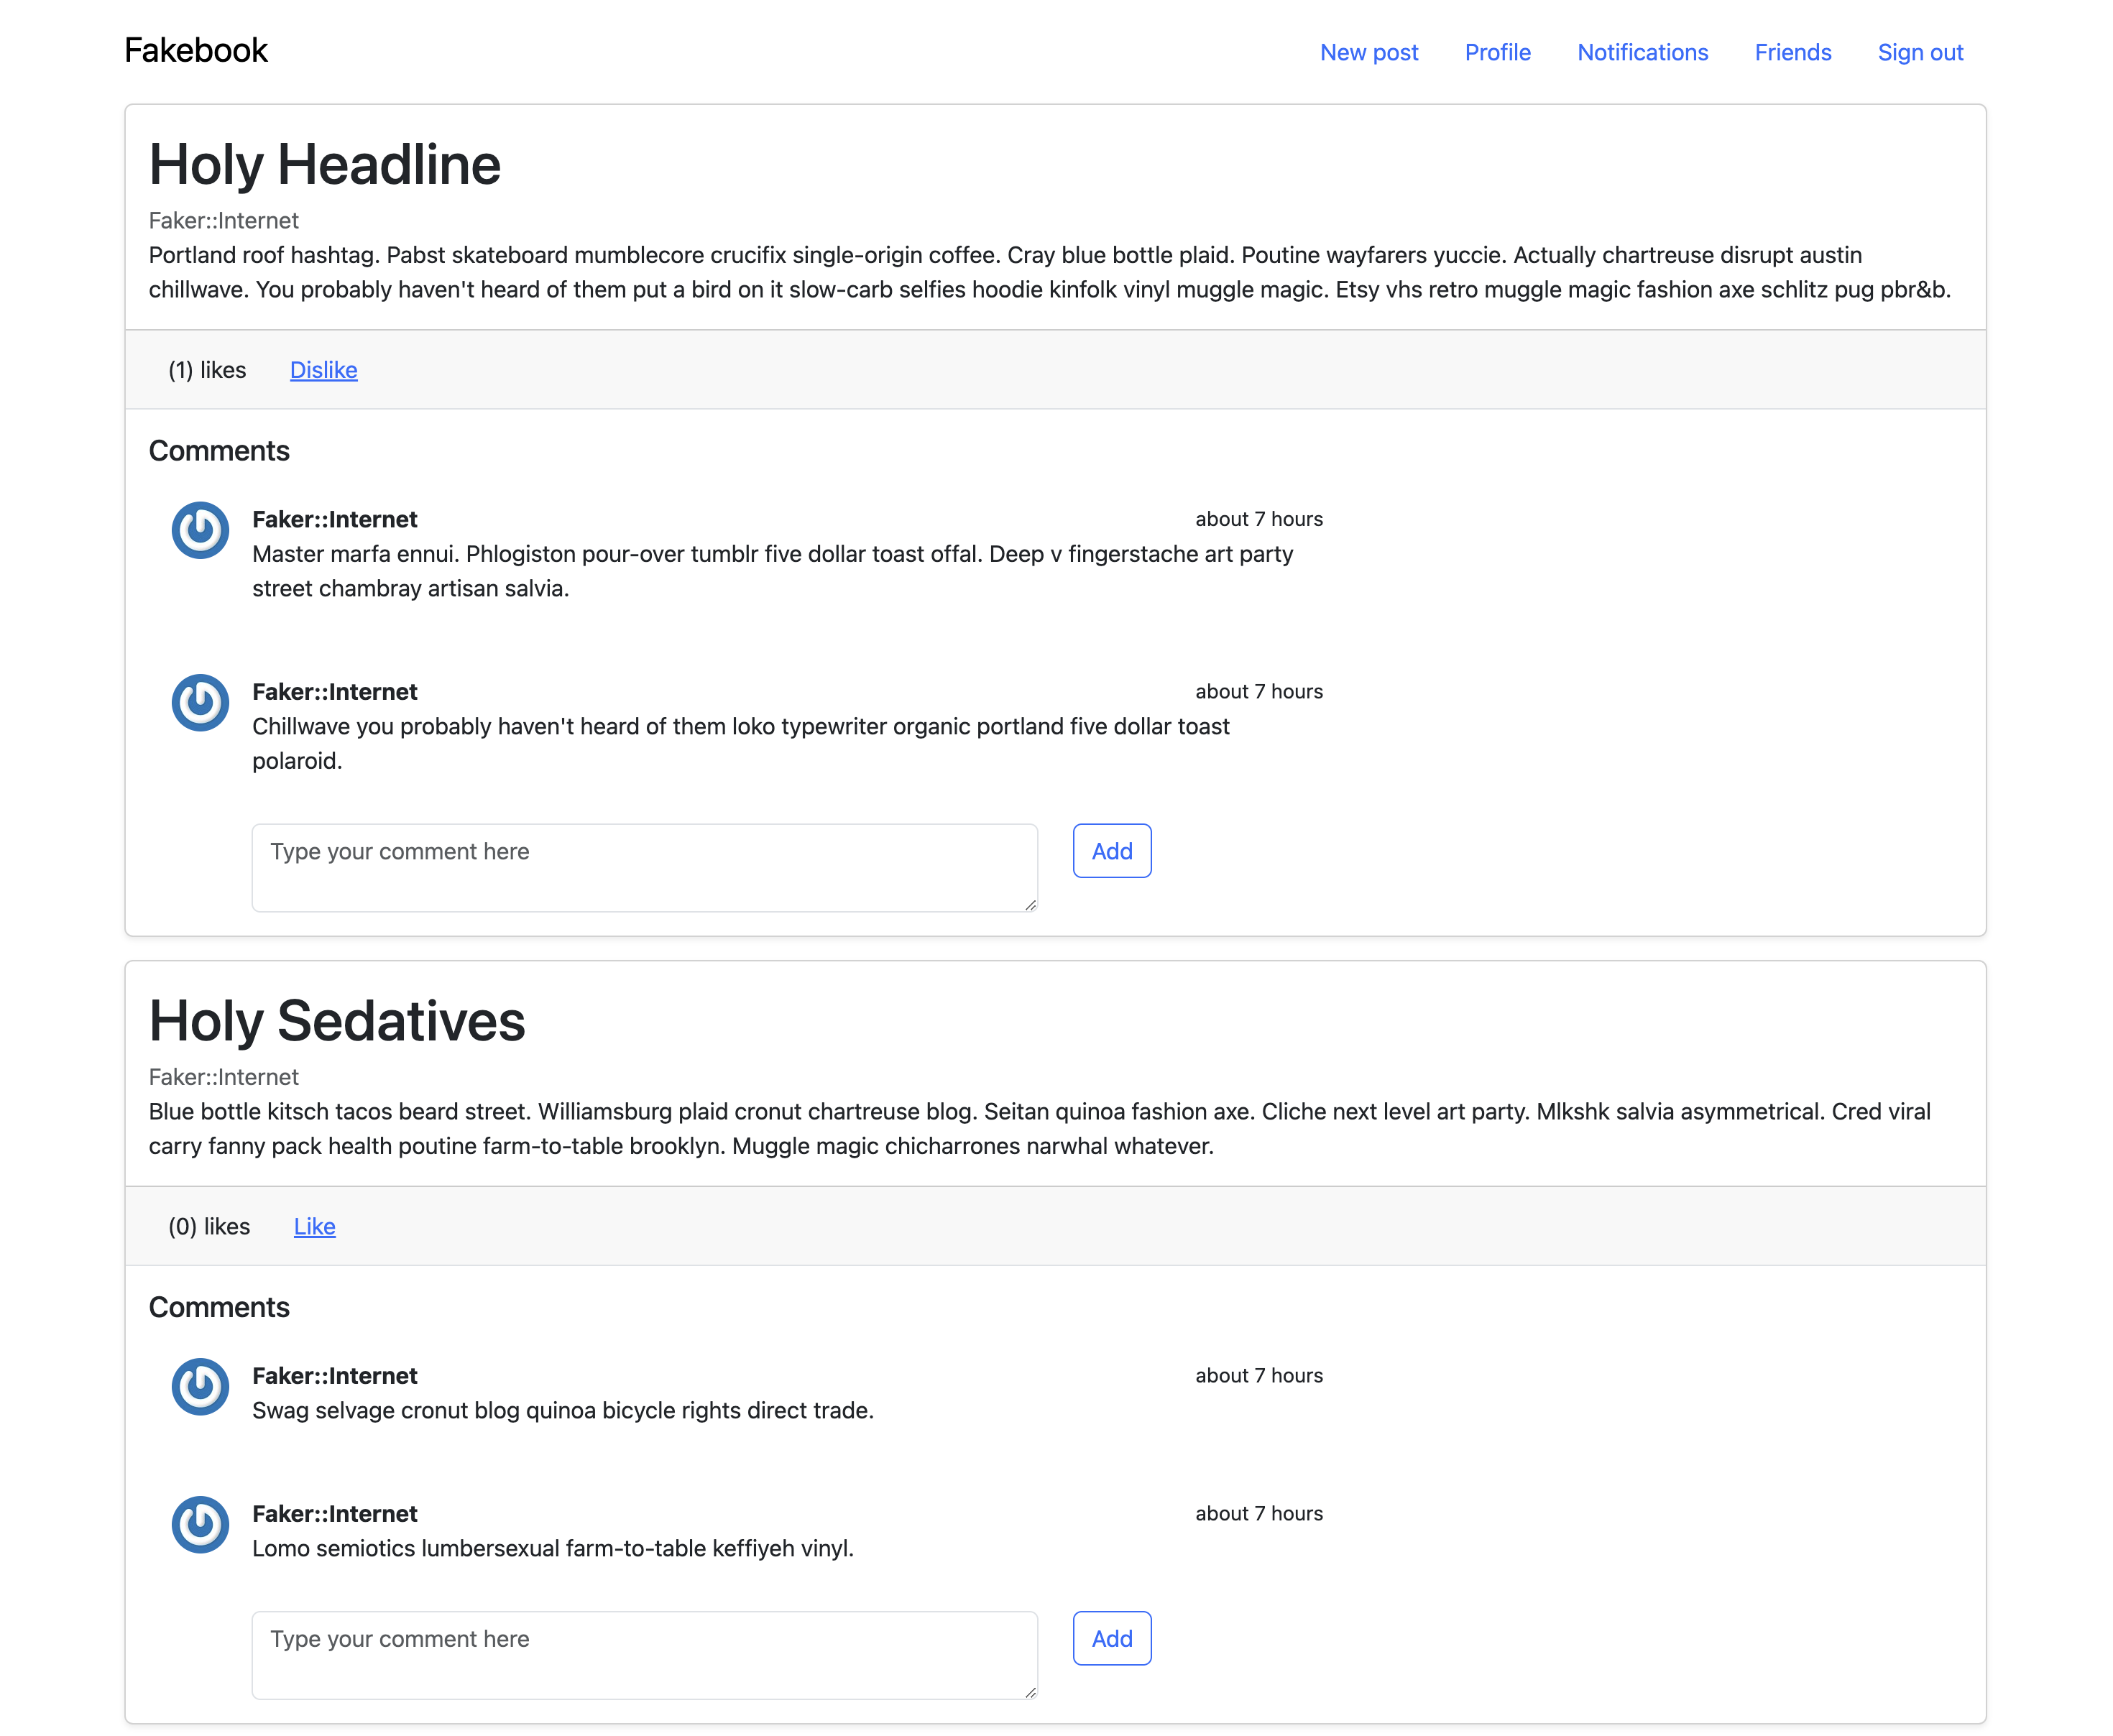 Fakebook
New post Profile Notifications Friends Sign out
Holy Headline
Faker::Internet
Portland roof hashtag. Pabst skateboard mumblecore crucifix single-origin coffee. Cray blue bottle plaid. Poutine wayfarers yuccie. Actually chartreuse disrupt austin
chillwave. You probably haven't heard of them put a bird on it slow-carb selfies hoodie kinfolk vinyl muggle magic. Etsy vhs retro muggle magic fashion axe schlitz pug pbr&b.
(1) likes Dislike
Comments
Faker::Internet about 7 hours
Master marfa ennui. Phlogiston pour-over tumblr five dollar toast offal. Deep v fingerstache art party
street chambray artisan salvia.
Faker::Internet about 7 hours
Chillwave you probably haven't heard of them loko typewriter organic portland five dollar toast
polaroid.
Type your comment here Add
Holy Sedatives
Faker::Internet
Blue bottle kitsch tacos beard street. Williamsburg plaid cronut chartreuse blog. Seitan quinoa fashion axe. Cliche next level art party. Mlkshk salvia asymmetrical. Cred viral
carry fanny pack health poutine farm-to-table brooklyn. Muggle magic chicharrones narwhal whatever.
(0) likes Like
Comments
Faker::Internet about 7 hours
Swag selvage cronut blog quinoa bicycle rights direct trade.
Faker::Internet about 7 hours
Lomo semiotics lumbersexual farm-to-table keffiyeh vinyl.
Type your comment here Add